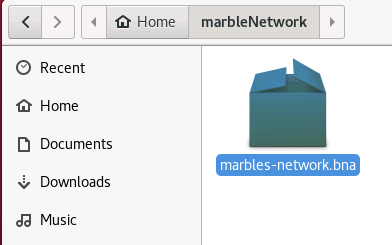 Home marbleNetwork
Recent
Home
Documents
Downloads
Music
marbles-network.bna